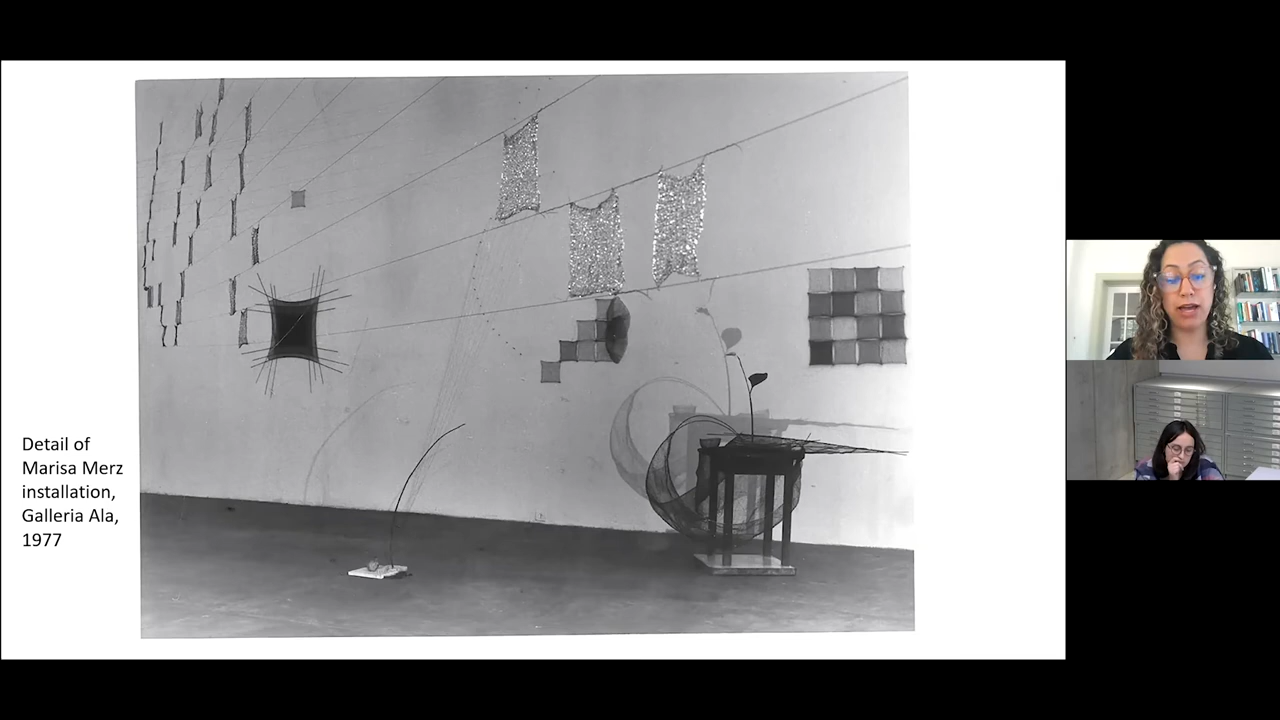 Detail of
Marisa Merz
installation,
Galleria Ala,
1977